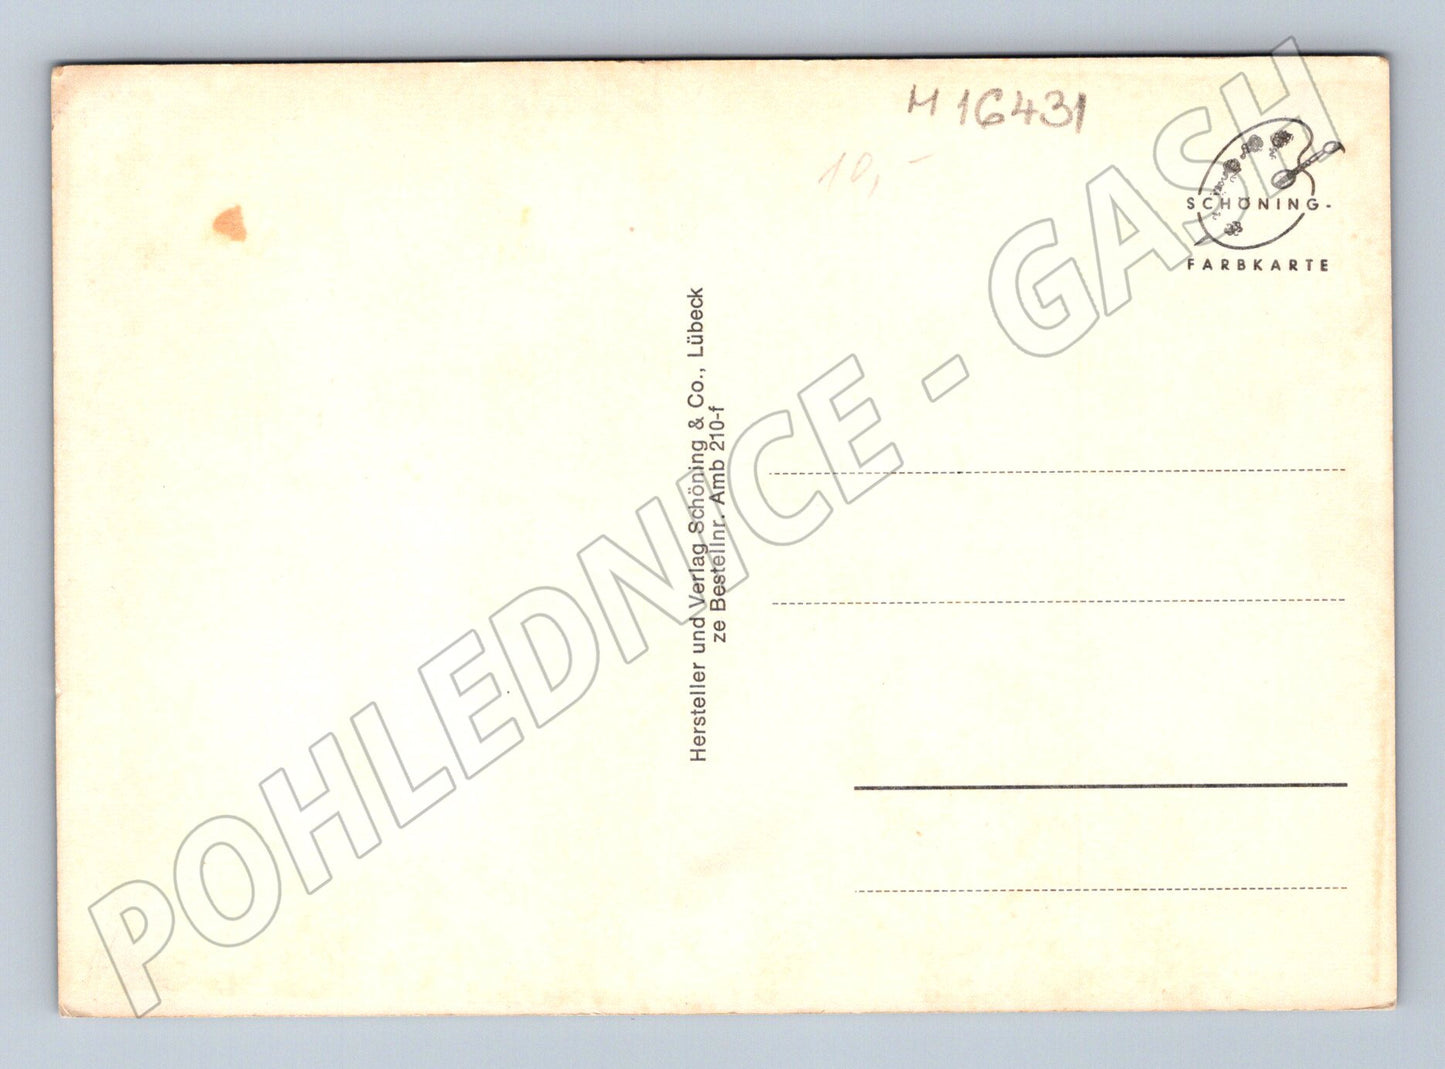 M 16431
10,-
SCHÖNING-
FARBKARTE
Hersteller und Verlag Schöning & Co., Lübeck
ze Bestellnr. Amb 210-f
POHLEDNICE - GASH